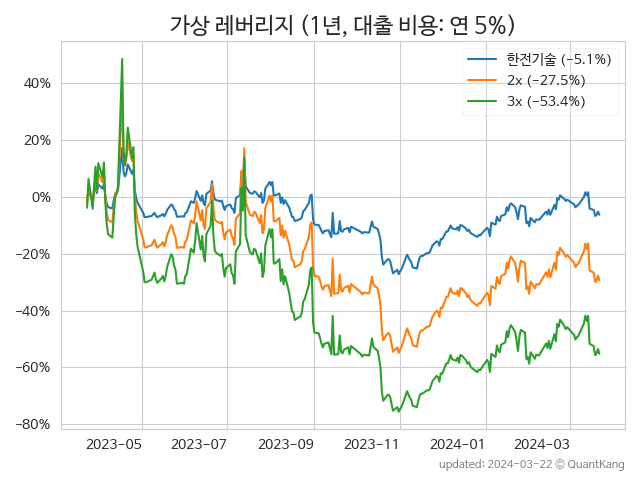 가상 레버리지 (1년, 대출 비용: 연 5%)
한전기술 (−5.1%)
2x (−27.5%)
3x (−53.4%)
40%
20%
0%
−20%
−40%
−60%
−80%
2023-05
2023-07
2023-09
2023-11
2024-01
2024-03
updated: 2024-03-22 © QuantKang